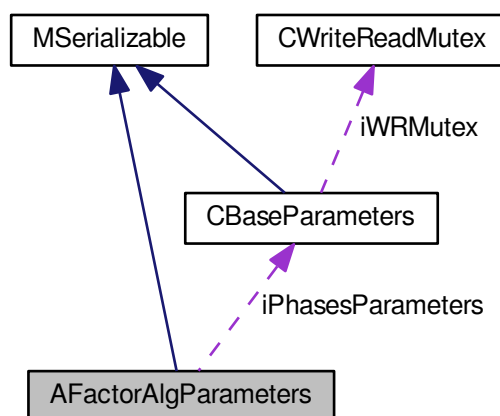 MSerializable
CWriteReadMutex
iWRMutex
CBaseParameters
iPhasesParameters
AFactorAlgParameters